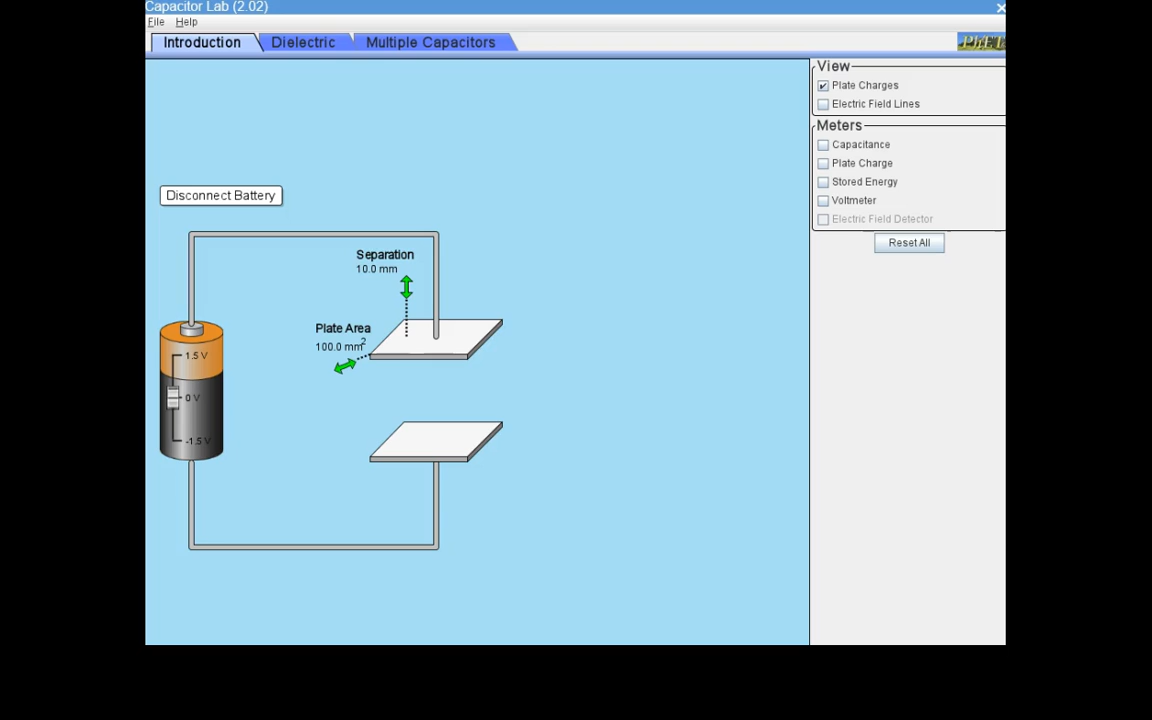 Capacitor Lab (2.02)
File Help
Introduction Dielectric Multiple Capacitors
PhET
View
Plate Charges
Electric Field Lines
Meters
Capacitance
Plate Charge
Stored Energy
Voltmeter
Electric Field Detector
Reset All
Disconnect Battery
Separation
10.0 mm
Plate Area
100.0 mm²
1.5 V
0 V
-1.5 V